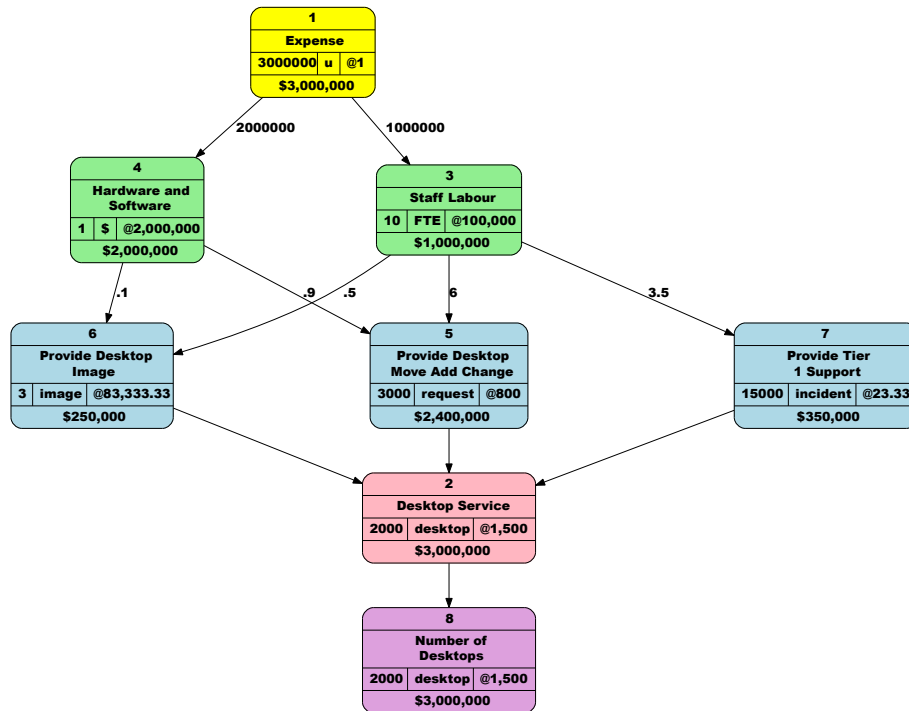 1
Expense
3000000 u @1
$3,000,000
2000000 1000000
4
Hardware and
Software
1 $ @2,000,000
$2,000,000
3
Staff Labour
10 FTE @100,000
$1,000,000
.1 .9 .5 6 3.5
6
Provide Desktop
Image
3 image @83,333.33
$250,000
5
Provide Desktop
Move Add Change
3000 request @800
$2,400,000
7
Provide Tier
1 Support
15000 incident @23.33
$350,000
2
Desktop Service
2000 desktop @1,500
$3,000,000
8
Number of
Desktops
2000 desktop @1,500
$3,000,000